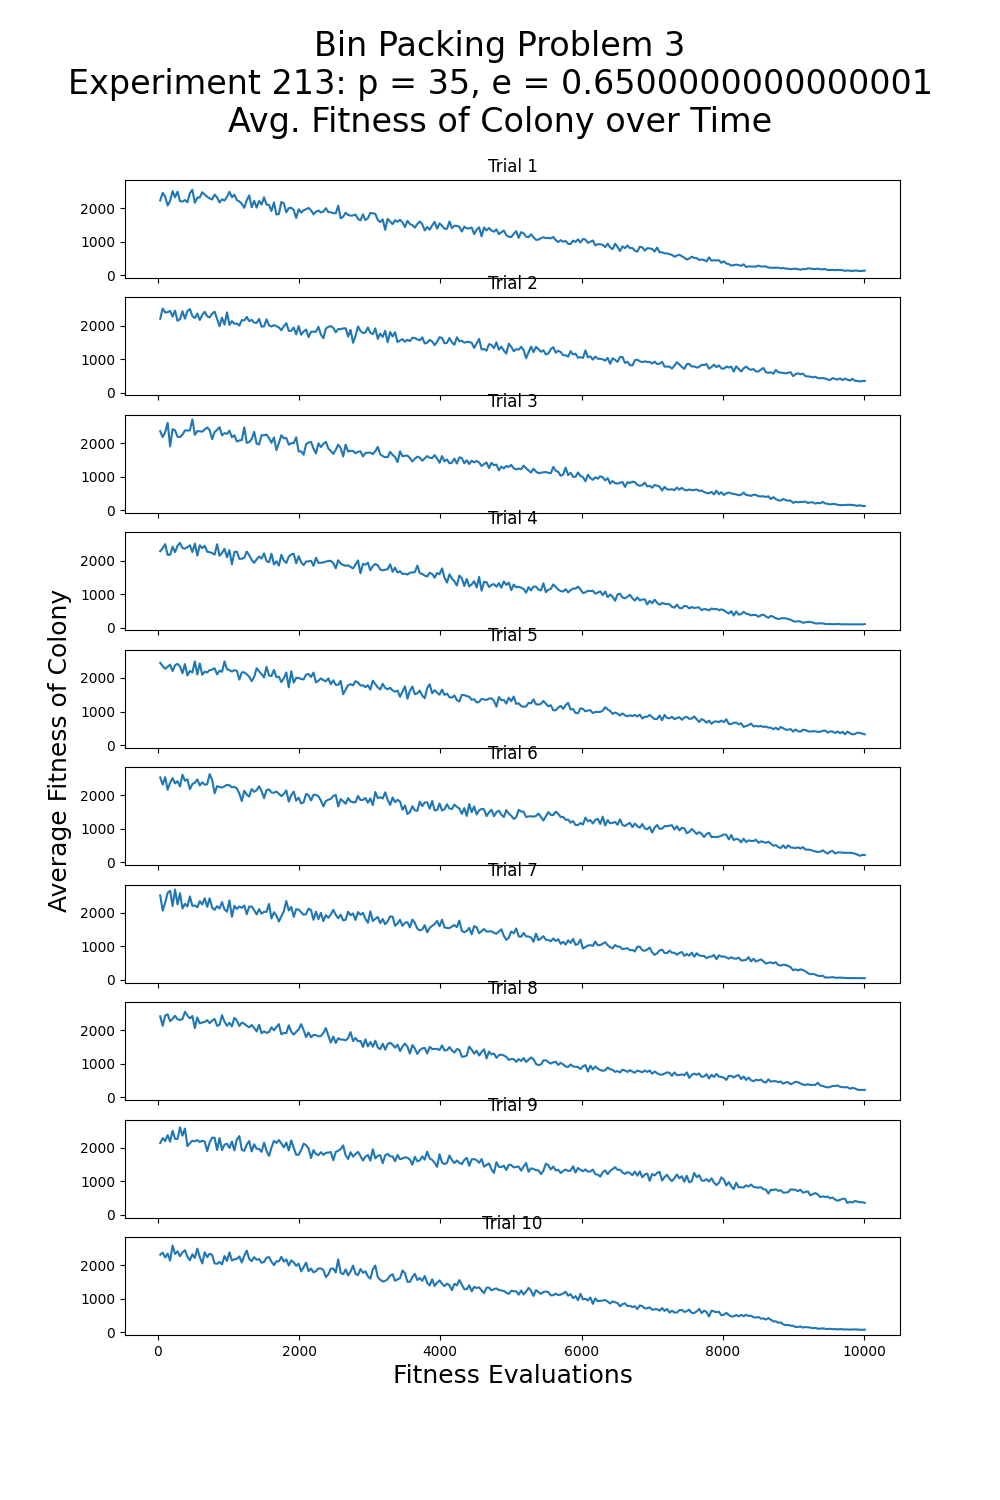 Bin Packing Problem 3
Experiment 213: p = 35, e = 0.6500000000000001
Avg. Fitness of Colony over Time
Trial 1
2000
1000
0
Trial 2
2000
1000
0
Trial 3
2000
1000
0
Trial 4
2000
1000
0
Trial 5
2000
1000
0
Trial 6
2000
1000
0
Trial 7
2000
1000
0
Trial 8
2000
1000
0
Trial 9
2000
1000
0
Trial 10
2000
1000
0
0 2000 4000 6000 8000 10000
Fitness Evaluations
Average Fitness of Colony